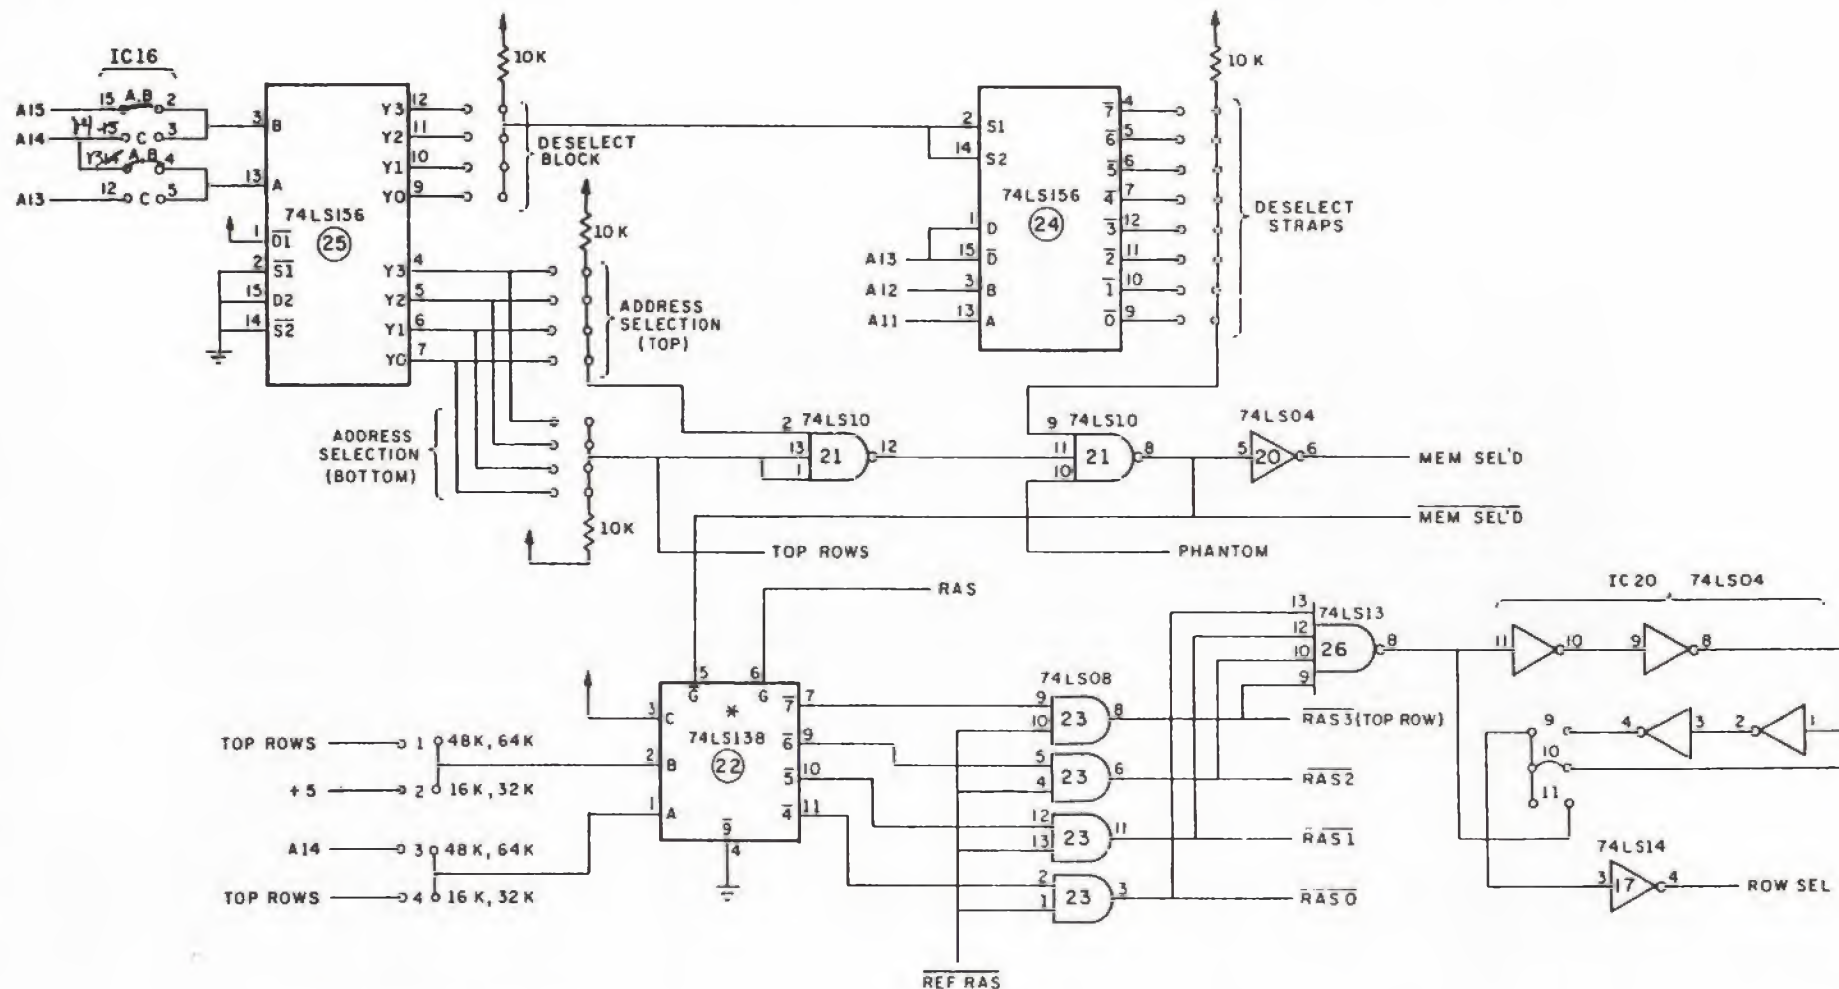 IC16
A15
15
A.B
2
A14
14
C
3
A.B
4
A13
12
C
5
3
B
13
A
74LS156
25
1
D1
2
S1
15
D2
14
S2
Y3
12
Y2
11
Y1
10
Y0
9
Y3
4
Y2
5
Y1
6
Y0
7
10K
DESELECT
BLOCK
10K
ADDRESS
SELECTION
(TOP)
ADDRESS
SELECTION
(BOTTOM)
10K
2
S1
14
S2
74LS156
24
1
D
A13
15
D
A12
3
B
A11
13
A
7
4
6
5
5
6
4
7
3
12
2
11
1
10
0
9
10K
DESELECT
STRAPS
74LS10
2
13
1
21
12
74LS10
9
11
10
21
8
74LS04
5
20
6
MEM SEL'D
MEM SEL'D
TOP ROWS
PHANTOM
RAS
5
G
6
G
3
C
*
74LS138
22
2
B
1
A
9
4
7
7
6
9
5
10
4
11
TOP ROWS
1
48K, 64K
+5
2
16K, 32K
A14
3
48K, 64K
TOP ROWS
4
16K, 32K
74LS08
9
10
23
8
5
4
23
6
12
13
23
11
2
1
23
3
REF RAS
RAS3 (TOP ROW)
RAS2
RAS1
RAS0
13
12
10
9
74LS13
26
8
IC20 74LS04
11
10
9
8
9
4
3
2
1
10
11
74LS14
3
17
4
ROW SEL